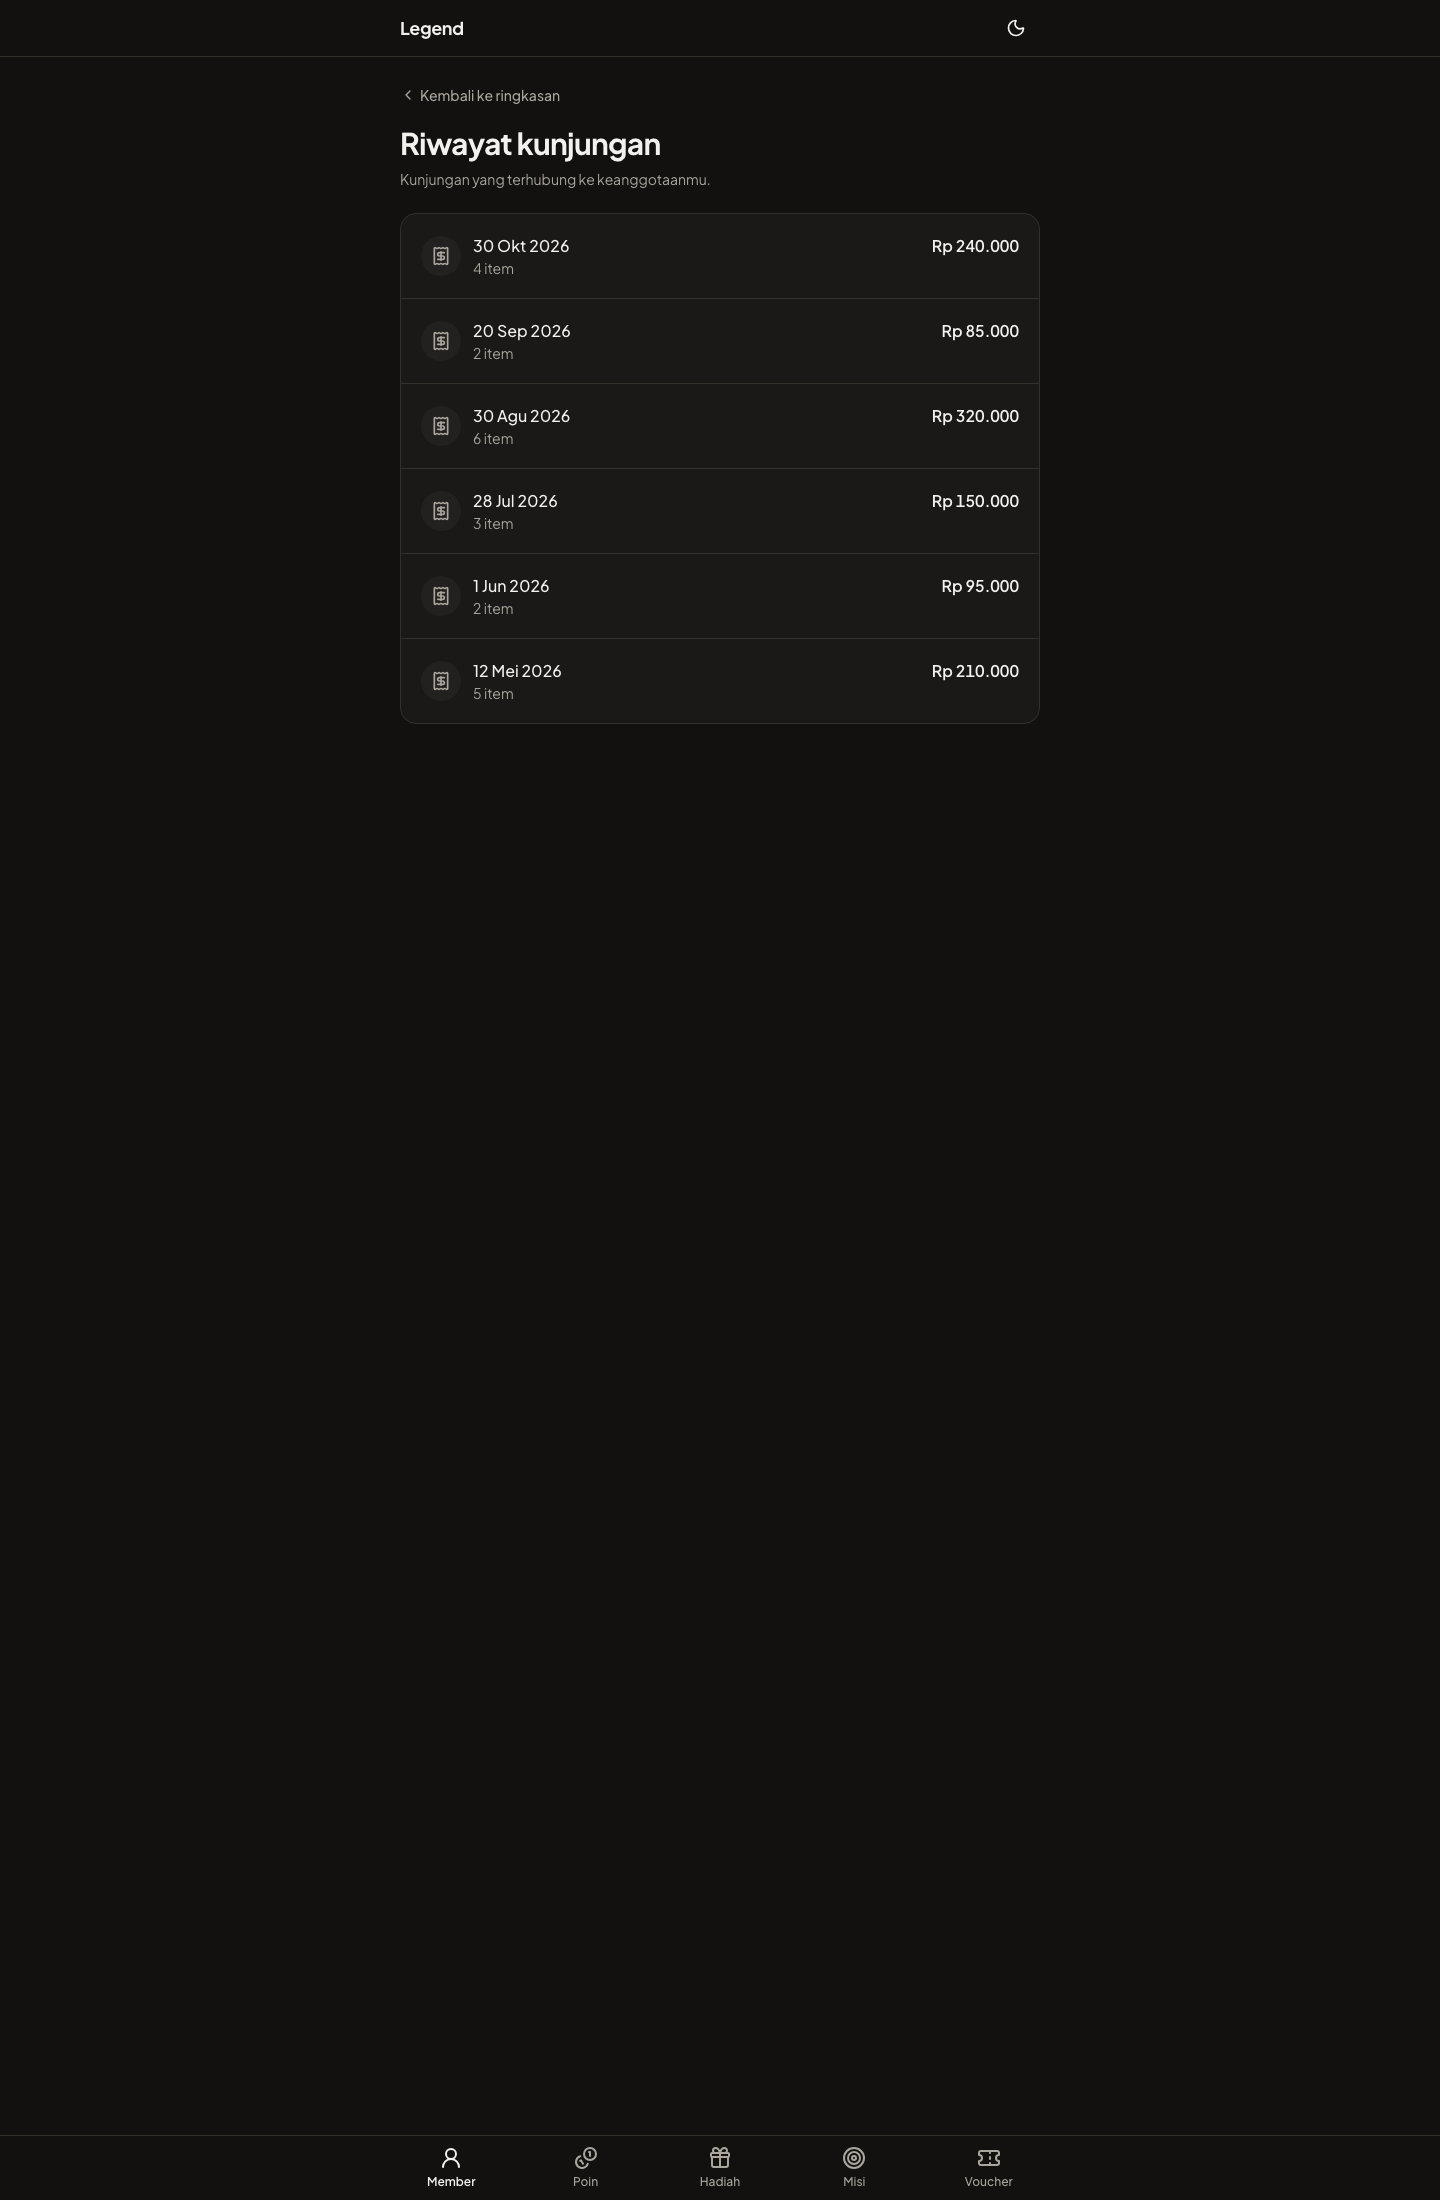 Legend
Kembali ke ringkasan
Riwayat kunjungan
Kunjungan yang terhubung ke keanggotaanmu.
30 Okt 2026
Rp 240.000
4 item
20 Sep 2026
Rp 85.000
2 item
30 Agu 2026
Rp 320.000
6 item
28 Jul 2026
Rp 150.000
3 item
1 Jun 2026
Rp 95.000
2 item
12 Mei 2026
Rp 210.000
5 item
Member
Poin
Hadiah
Misi
Voucher